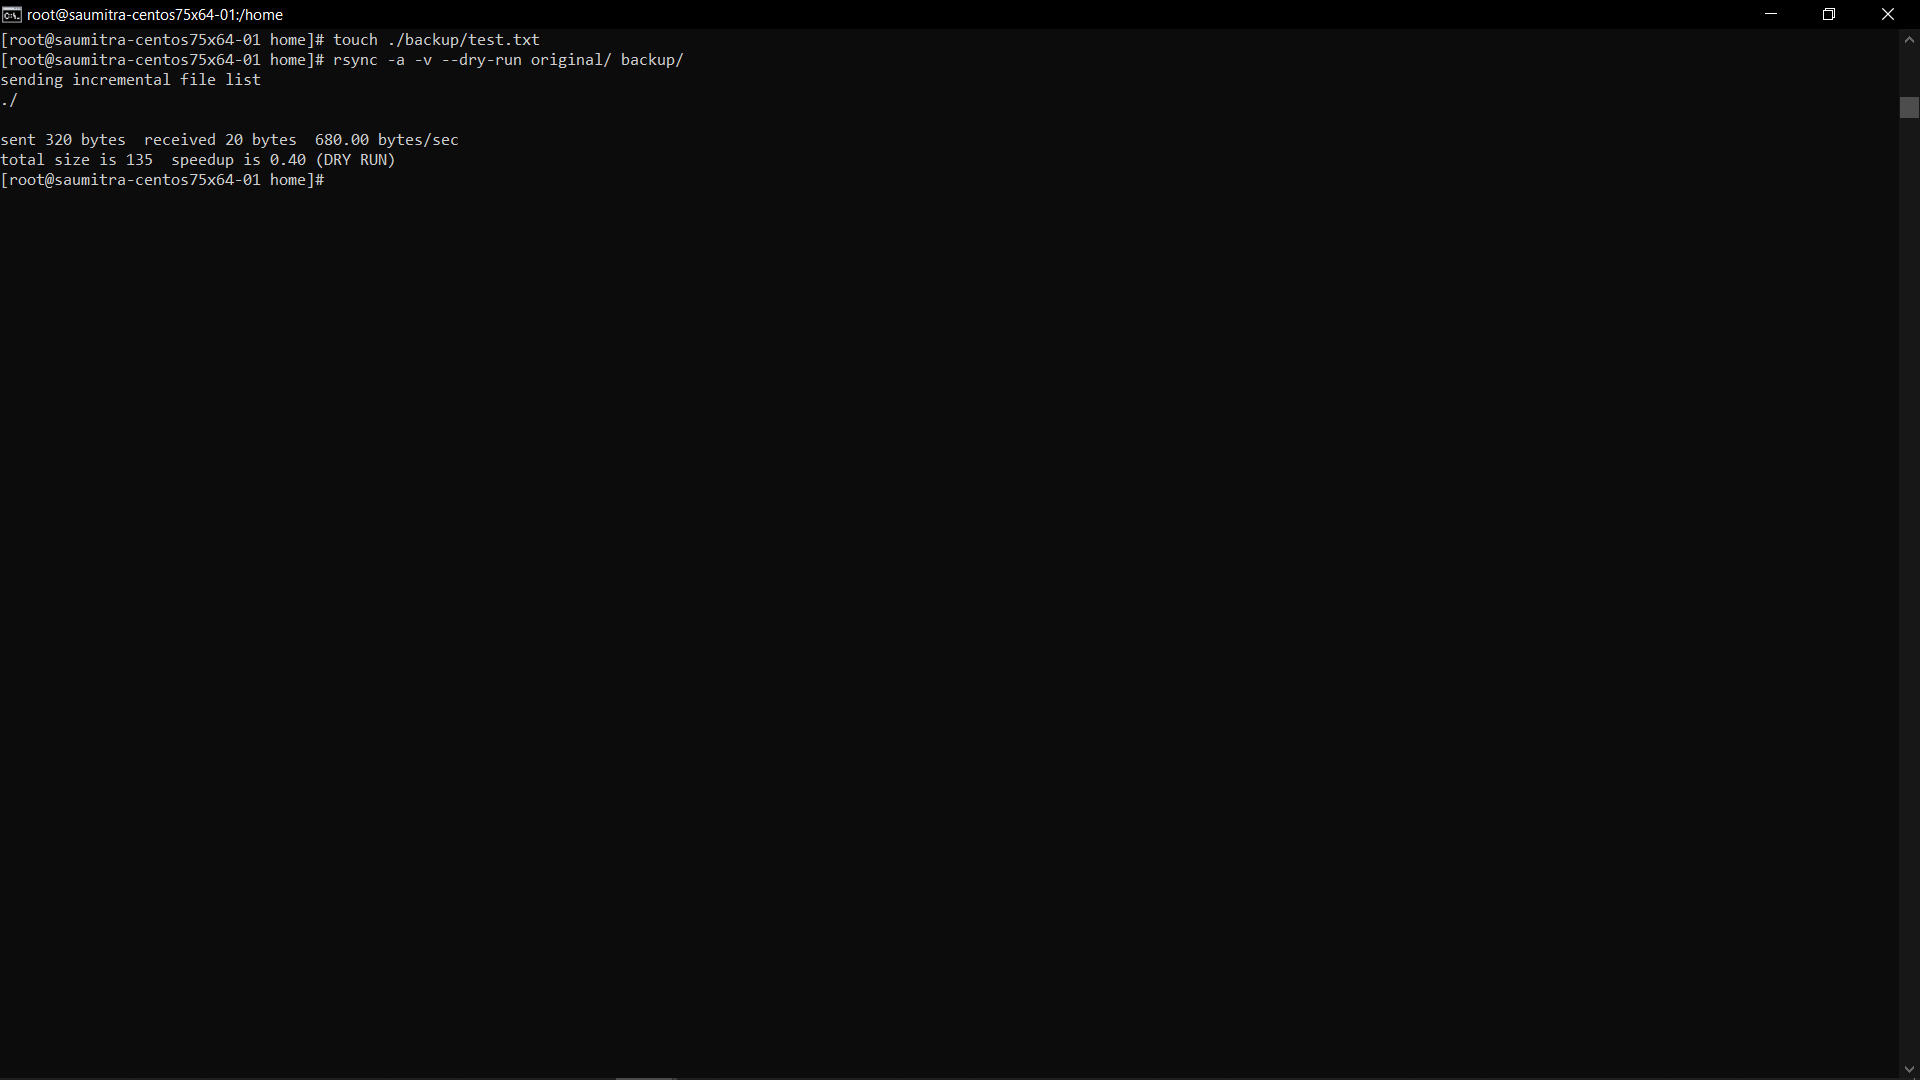 root@saumitra-centos75x64-01:/home
[root@saumitra-centos75x64-01 home]# touch ./backup/test.txt
[root@saumitra-centos75x64-01 home]# rsync -a -v --dry-run original/ backup/
sending incremental file list
./
sent 320 bytes  received 20 bytes  680.00 bytes/sec
total size is 135  speedup is 0.40 (DRY RUN)
[root@saumitra-centos75x64-01 home]#